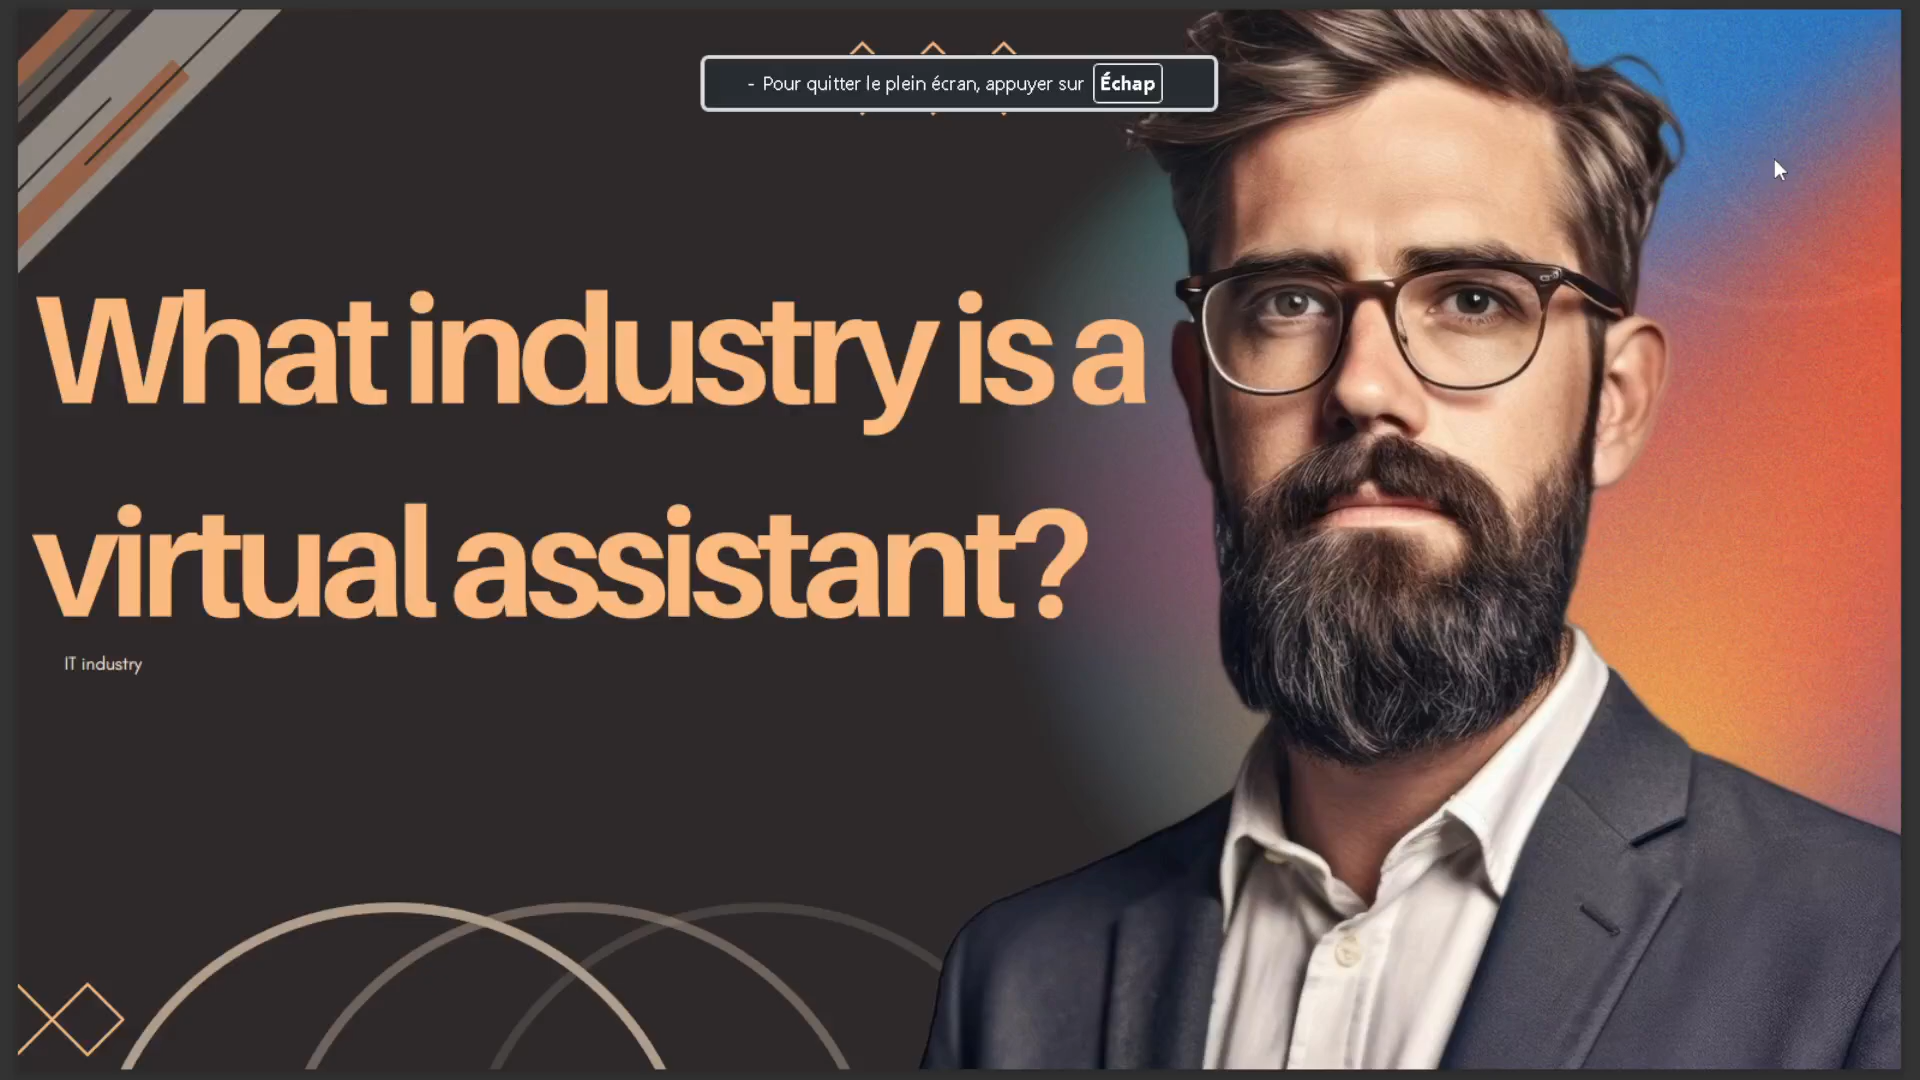 - Pour quitter le plein écran, appuyer sur Échap
What industry is a
virtual assistant?
IT industry